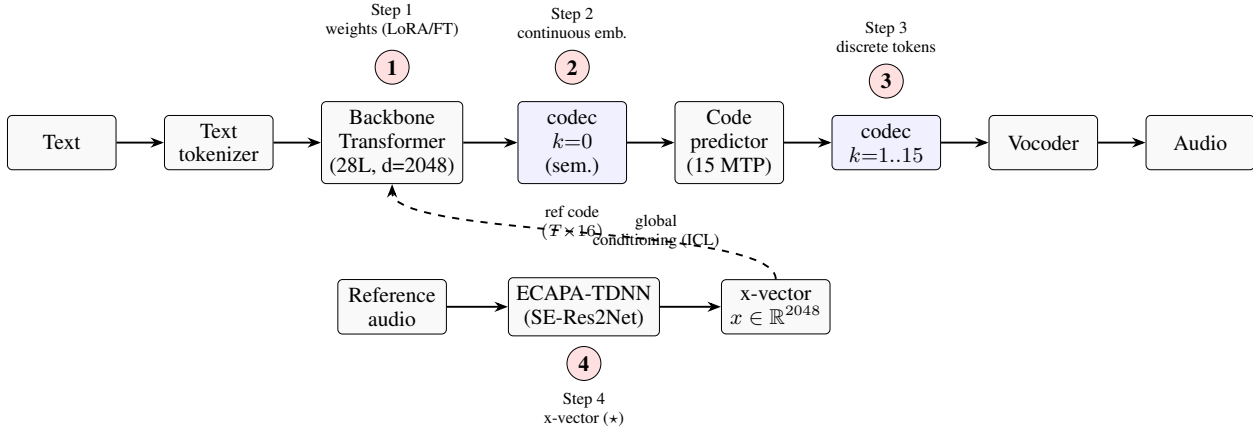 Step 1
weights (LoRA/FT)
Step 2
continuous emb.
Step 3
discrete tokens
1
2
3
Text
Text
tokenizer
Backbone
Transformer
(28L, d=2048)
codec
k=0
(sem.)
Code
predictor
(15 MTP)
codec
k=1..15
Vocoder
Audio
ref code
(T × 16)
global
conditioning (ICL)
Reference
audio
ECAPA-TDNN
(SE-Res2Net)
x-vector
x ∈ ℝ²⁰⁴⁸
4
Step 4
x-vector (⋆)